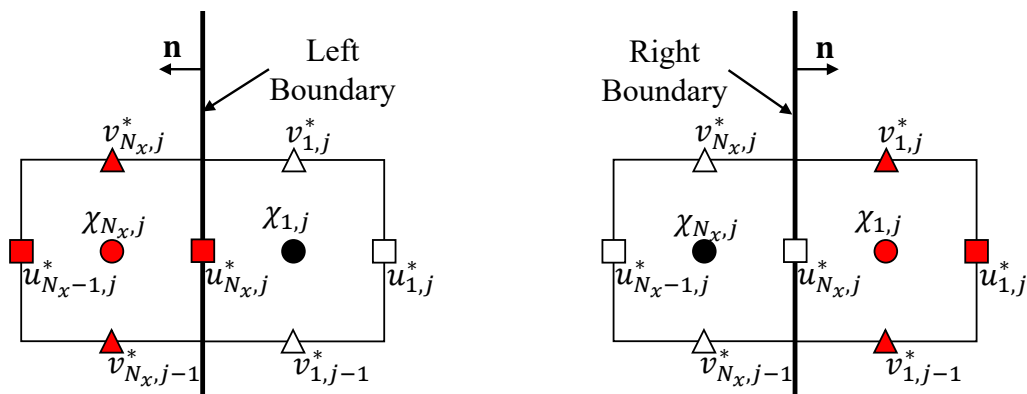 n
Left
Boundary
v*_{N_x,j}
v*_{1,j}
χ_{N_x,j}
χ_{1,j}
u*_{N_x-1,j}
u*_{N_x,j}
u*_{1,j}
v*_{N_x,j-1}
v*_{1,j-1}
Right
Boundary
n
v*_{N_x,j}
v*_{1,j}
χ_{N_x,j}
χ_{1,j}
u*_{N_x-1,j}
u*_{N_x,j}
u*_{1,j}
v*_{N_x,j-1}
v*_{1,j-1}